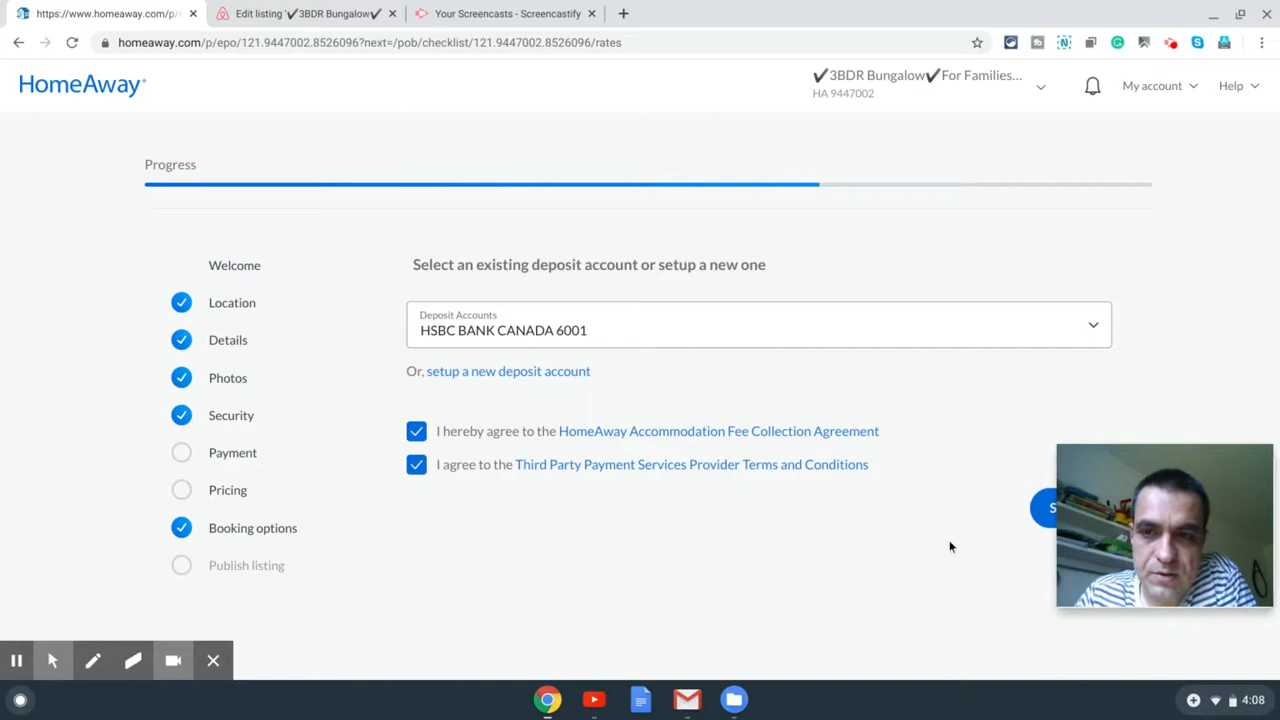 https://www.homeaway.com/p/e
Edit listing '✔3BDR Bungalow✔
Your Screencasts - Screencastify
homeaway.com/p/epo/121.9447002.8526096?next=/pob/checklist/121.9447002.8526096/rates
HomeAway
✔3BDR Bungalow✔For Families...
HA 9447002
My account
Help
Progress
Welcome
Location
Details
Photos
Security
Payment
Pricing
Booking options
Publish listing
Select an existing deposit account or setup a new one
Deposit Accounts
HSBC BANK CANADA 6001
Or, setup a new deposit account
I hereby agree to the HomeAway Accommodation Fee Collection Agreement
I agree to the Third Party Payment Services Provider Terms and Conditions
S
4:08